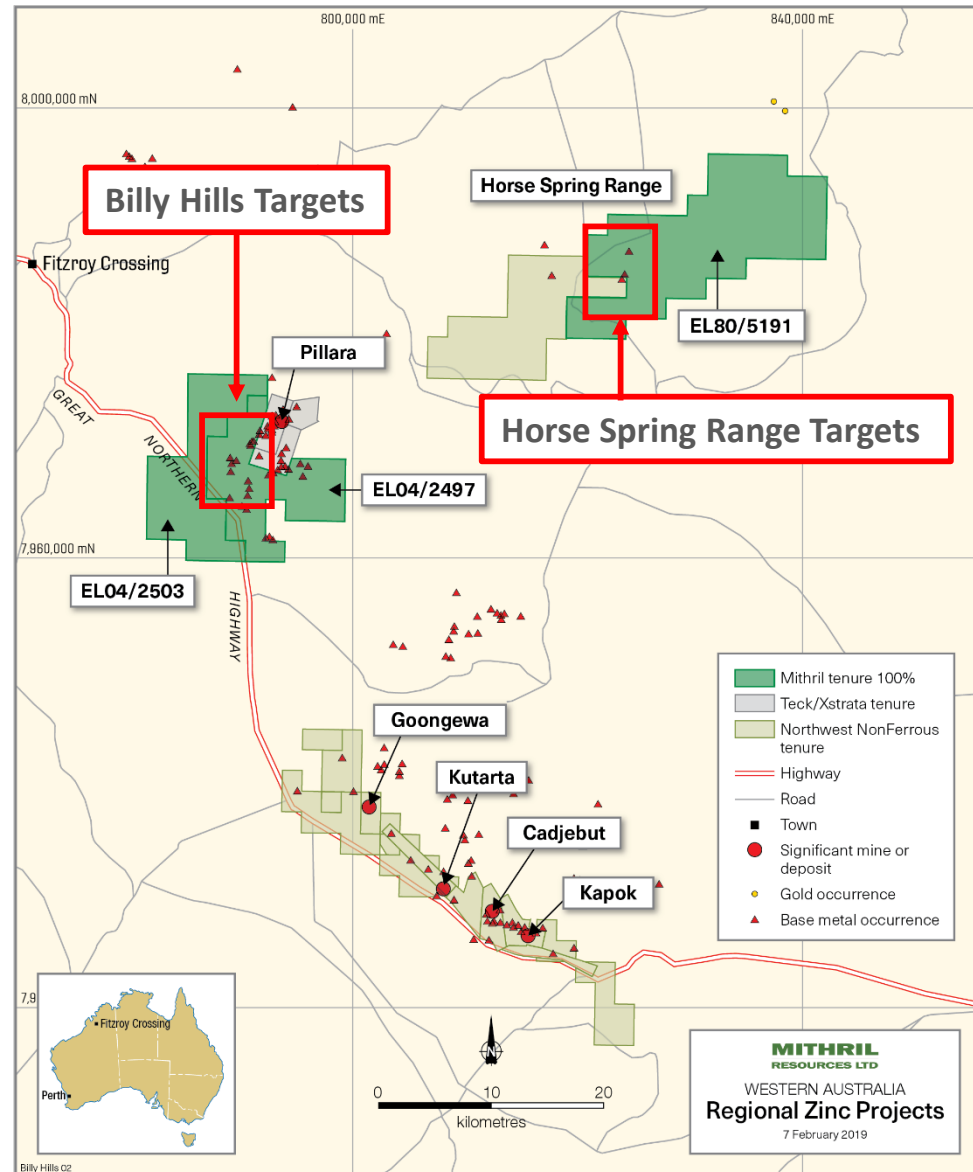 800,000 mE
840,000 mE
8,000,000 mN
Billy Hills Targets
Horse Spring Range
Fitzroy Crossing
EL80/5191
Pillara
Horse Spring Range Targets
GREAT
NORTHERN
HIGHWAY
EL04/2497
7,960,000 mN
EL04/2503
Goongewa
Kutarta
Cadjebut
Kapok
Mithril tenure 100%
Teck/Xstrata tenure
Northwest NonFerrous
tenure
Highway
Road
Town
Significant mine or
deposit
Gold occurrence
Base metal occurrence
7,9
Fitzroy Crossing
Perth
N
0 10 20
kilometres
MITHRIL
RESOURCES LTD
WESTERN AUSTRALIA
Regional Zinc Projects
7 February 2019
Billy Hills 02